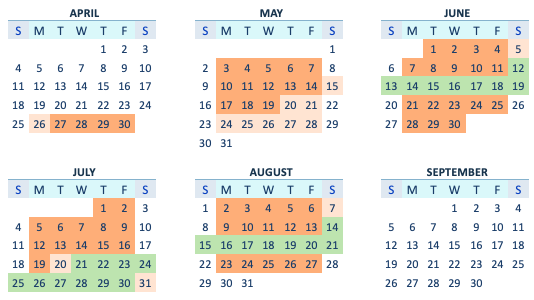 APRIL
S M T W T F S
1 2 3
4 5 6 7 8 9 10
11 12 13 14 15 16 17
18 19 20 21 22 23 24
25 26 27 28 29 30
MAY
S M T W T F S
1
2 3 4 5 6 7 8
9 10 11 12 13 14 15
16 17 18 19 20 21 22
23 24 25 26 27 28 29
30 31
JUNE
S M T W T F S
1 2 3 4 5
6 7 8 9 10 11 12
13 14 15 16 17 18 19
20 21 22 23 24 25 26
27 28 29 30
JULY
S M T W T F S
1 2 3
4 5 6 7 8 9 10
11 12 13 14 15 16 17
18 19 20 21 22 23 24
25 26 27 28 29 30 31
AUGUST
S M T W T F S
1 2 3 4 5 6 7
8 9 10 11 12 13 14
15 16 17 18 19 20 21
22 23 24 25 26 27 28
29 30 31
SEPTEMBER
S M T W T F S
1 2 3 4
5 6 7 8 9 10 11
12 13 14 15 16 17 18
19 20 21 22 23 24 25
26 27 28 29 30